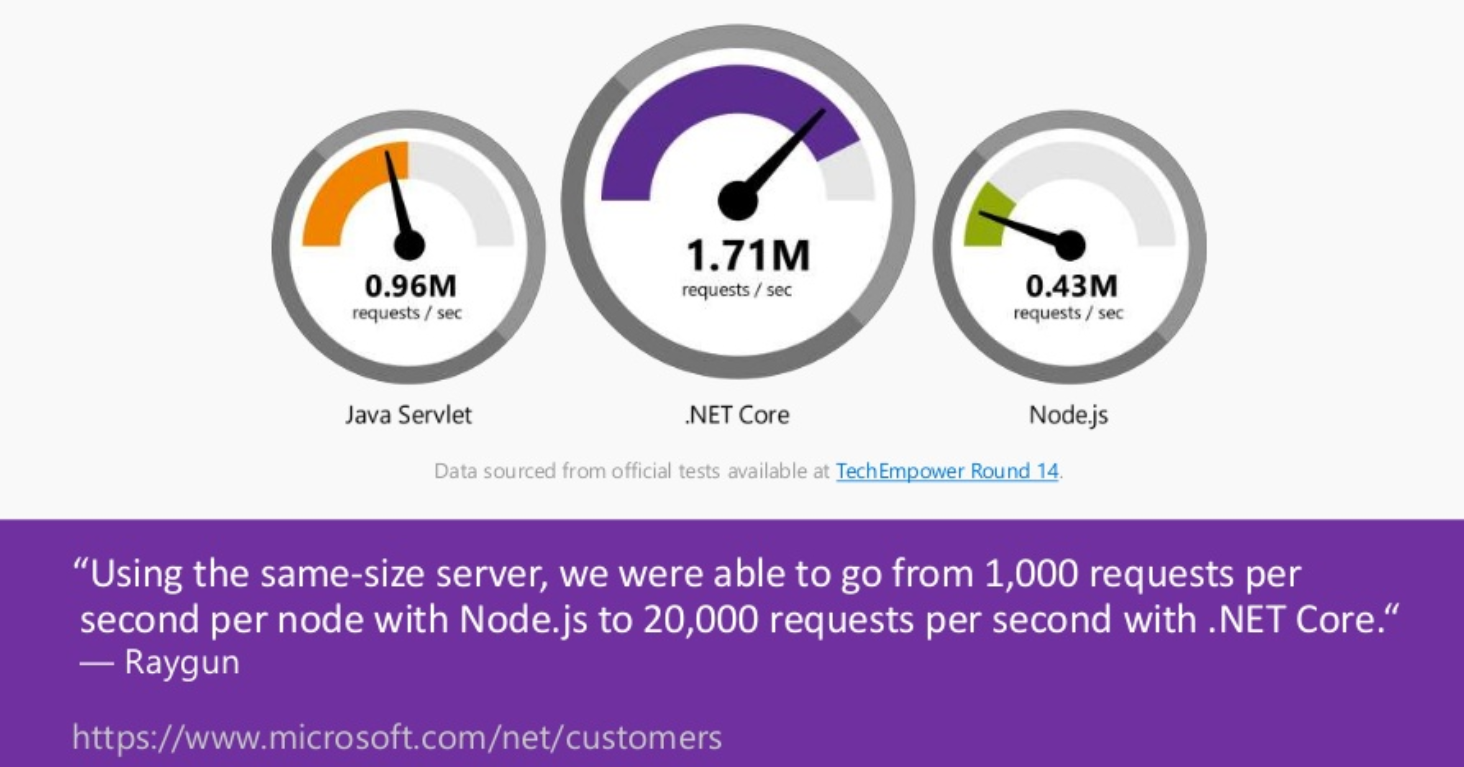 0.96M
requests / sec
Java Servlet
1.71M
requests / sec
.NET Core
0.43M
requests / sec
Node.js
Data sourced from official tests available at TechEmpower Round 14.
“Using the same-size server, we were able to go from 1,000 requests per
second per node with Node.js to 20,000 requests per second with .NET Core.“
— Raygun
https://www.microsoft.com/net/customers